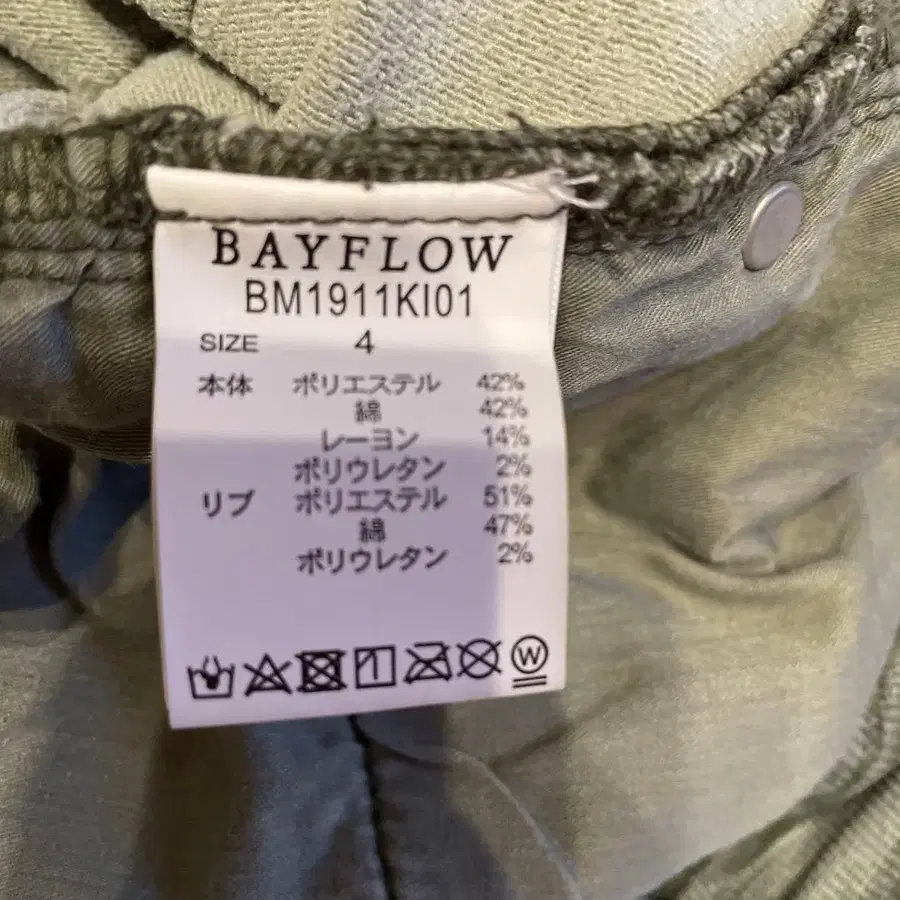 BAYFLOW
BM1911KI01
SIZE 4
本体 ポリエステル 42%
綿 42%
レーヨン 14%
ポリウレタン 2%
リブ ポリエステル 51%
綿 47%
ポリウレタン 2%
W